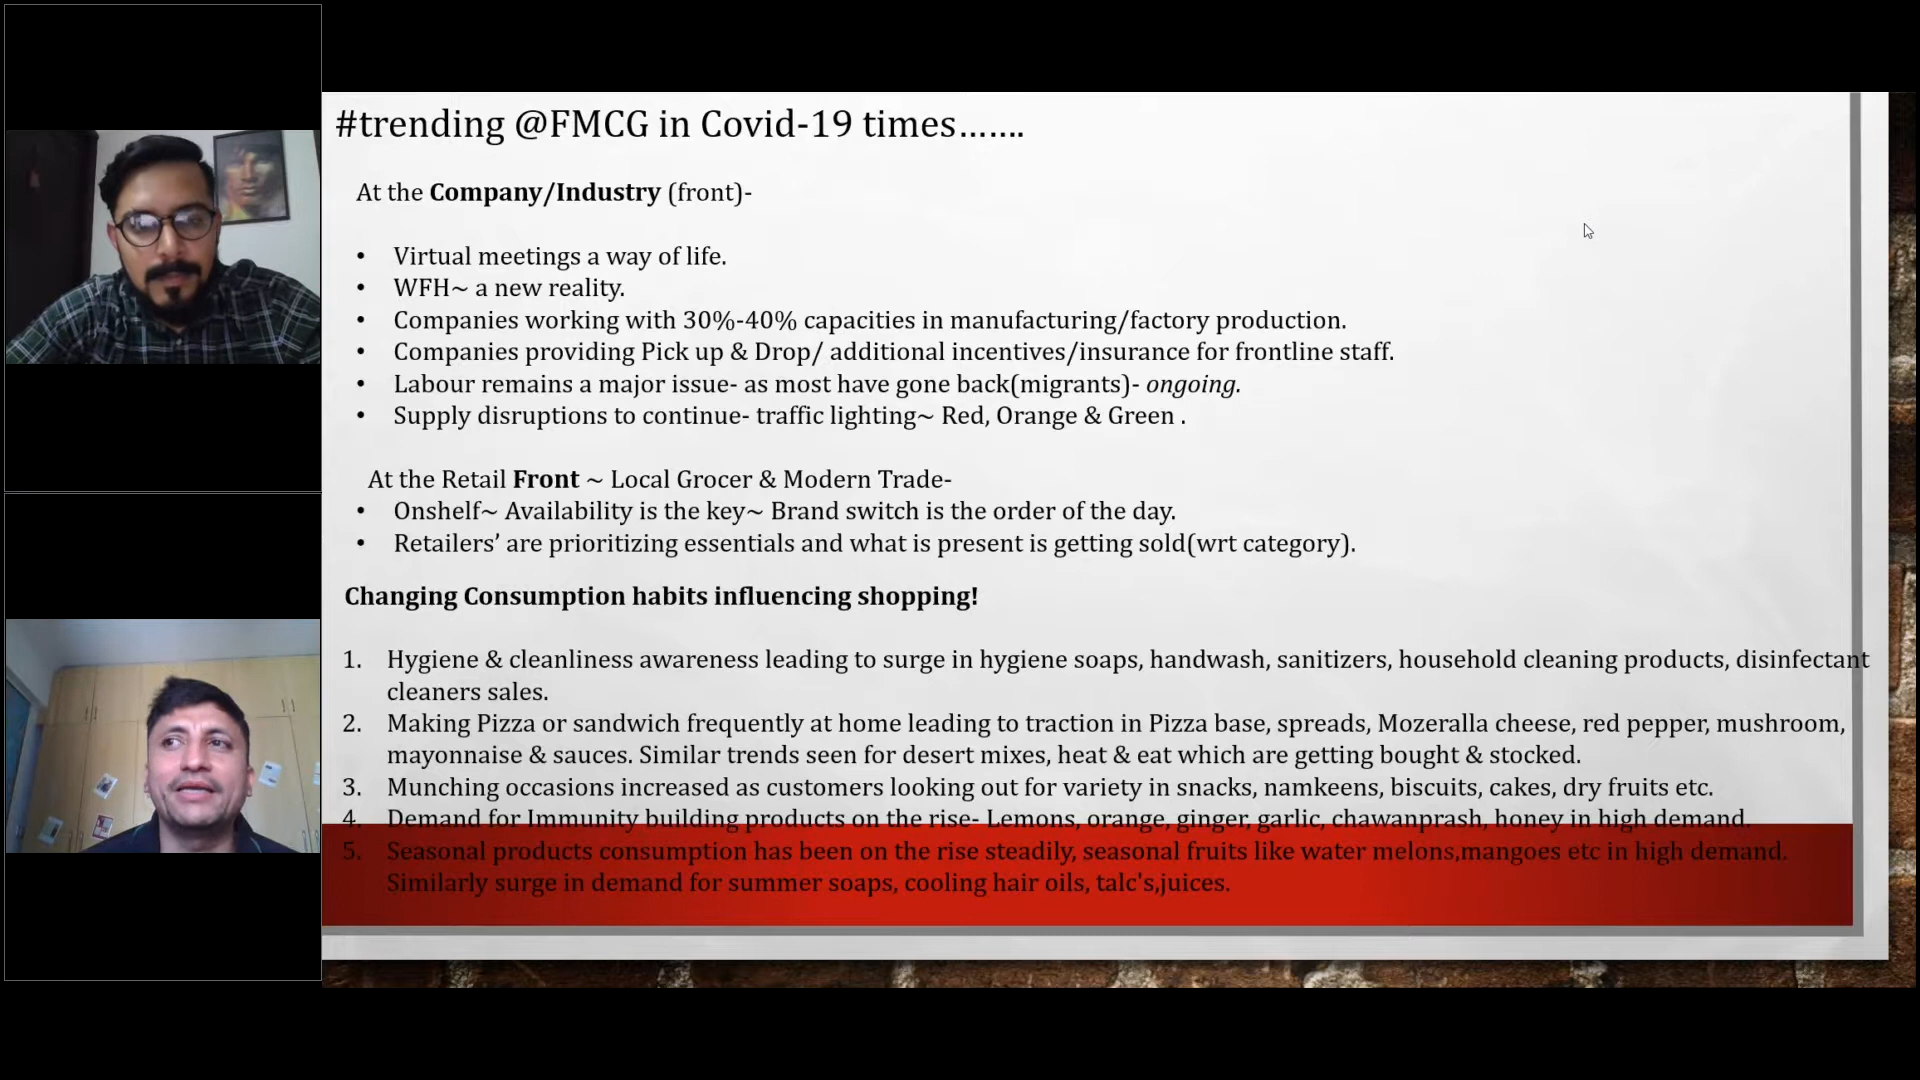 #trending @FMCG in Covid-19 times…….
At the Company/Industry (front)-
• Virtual meetings a way of life.
• WFH~ a new reality.
• Companies working with 30%-40% capacities in manufacturing/factory production.
• Companies providing Pick up & Drop/ additional incentives/insurance for frontline staff.
• Labour remains a major issue- as most have gone back(migrants)- ongoing.
• Supply disruptions to continue- traffic lighting~ Red, Orange & Green .
At the Retail Front ~ Local Grocer & Modern Trade-
• Onshelf~ Availability is the key~ Brand switch is the order of the day.
• Retailers’ are prioritizing essentials and what is present is getting sold(wrt category).
Changing Consumption habits influencing shopping!
1. Hygiene & cleanliness awareness leading to surge in hygiene soaps, handwash, sanitizers, household cleaning products, disinfectant
cleaners sales.
2. Making Pizza or sandwich frequently at home leading to traction in Pizza base, spreads, Mozeralla cheese, red pepper, mushroom,
mayonnaise & sauces. Similar trends seen for desert mixes, heat & eat which are getting bought & stocked.
3. Munching occasions increased as customers looking out for variety in snacks, namkeens, biscuits, cakes, dry fruits etc.
4. Demand for Immunity building products on the rise- Lemons, orange, ginger, garlic, chawanprash, honey in high demand.
5. Seasonal products consumption has been on the rise steadily, seasonal fruits like water melons,mangoes etc in high demand.
Similarly surge in demand for summer soaps, cooling hair oils, talc's,juices.